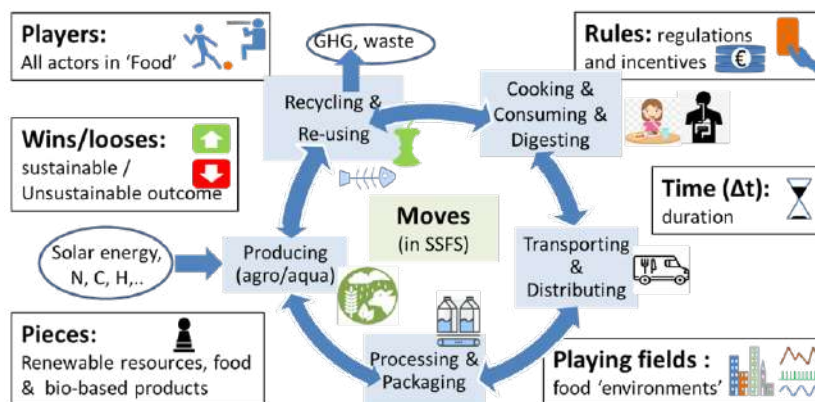 Players:
All actors in ‘Food’
GHG, waste
Rules: regulations
and incentives
€
Recycling &
Re-using
Cooking &
Consuming &
Digesting
Wins/looses:
sustainable /
Unsustainable outcome
Moves
(in SSFS)
Time (Δt):
duration
Solar energy,
N, C, H,..
Producing
(agro/aqua)
Transporting
&
Distributing
Pieces:
Renewable resources, food
& bio-based products
Processing &
Packaging
Playing fields :
food ‘environments’